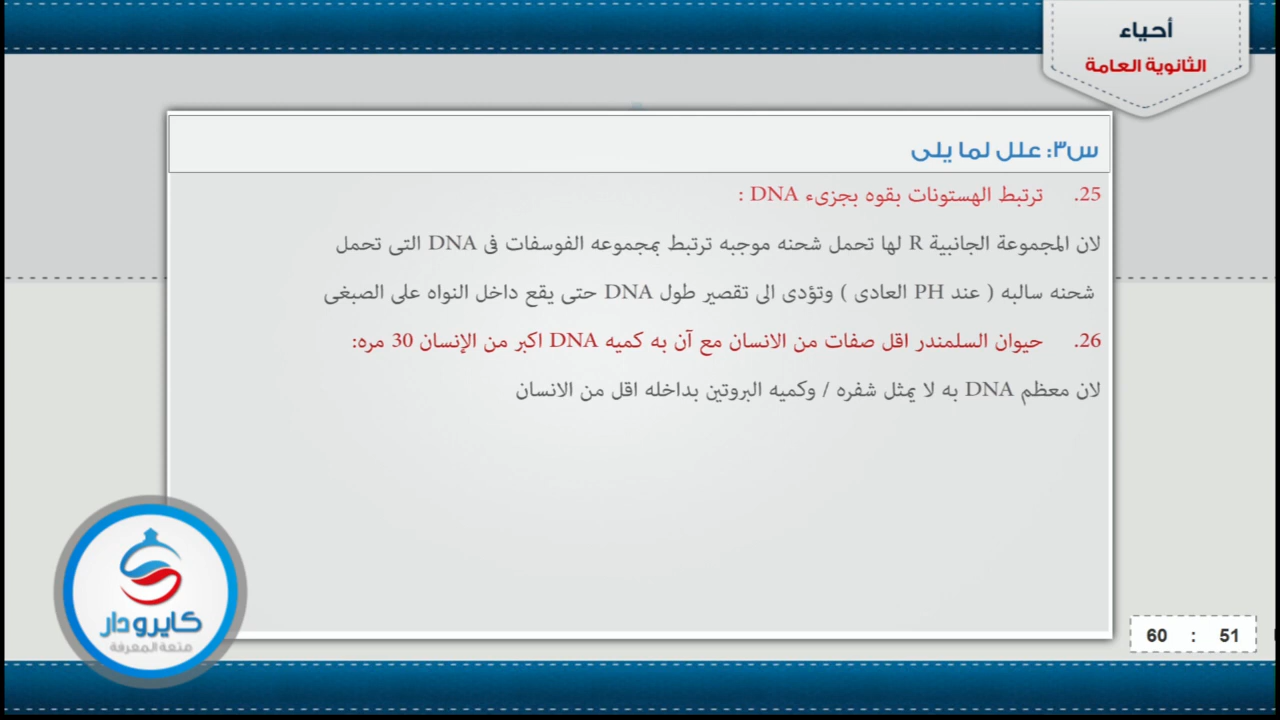 أحياء
الثانوية العامة
س٣: علل لما يلى
25. ترتبط الهستونات بقوه بجزىء DNA :
لان المجموعة الجانبية R لها تحمل شحنه موجبه ترتبط بمجموعه الفوسفات فى DNA التى تحمل
شحنه سالبه ( عند PH العادى ) وتؤدى الى تقصير طول DNA حتى يقع داخل النواه على الصبغى
26. حيوان السلمندر اقل صفات من الانسان مع آن به كميه DNA اكبر من الإنسان 30 مره:
لان معظم DNA به لا يمثل شفره / وكميه البروتين بداخله اقل من الانسان
كايرودار
متعة المعرفة
60 : 51